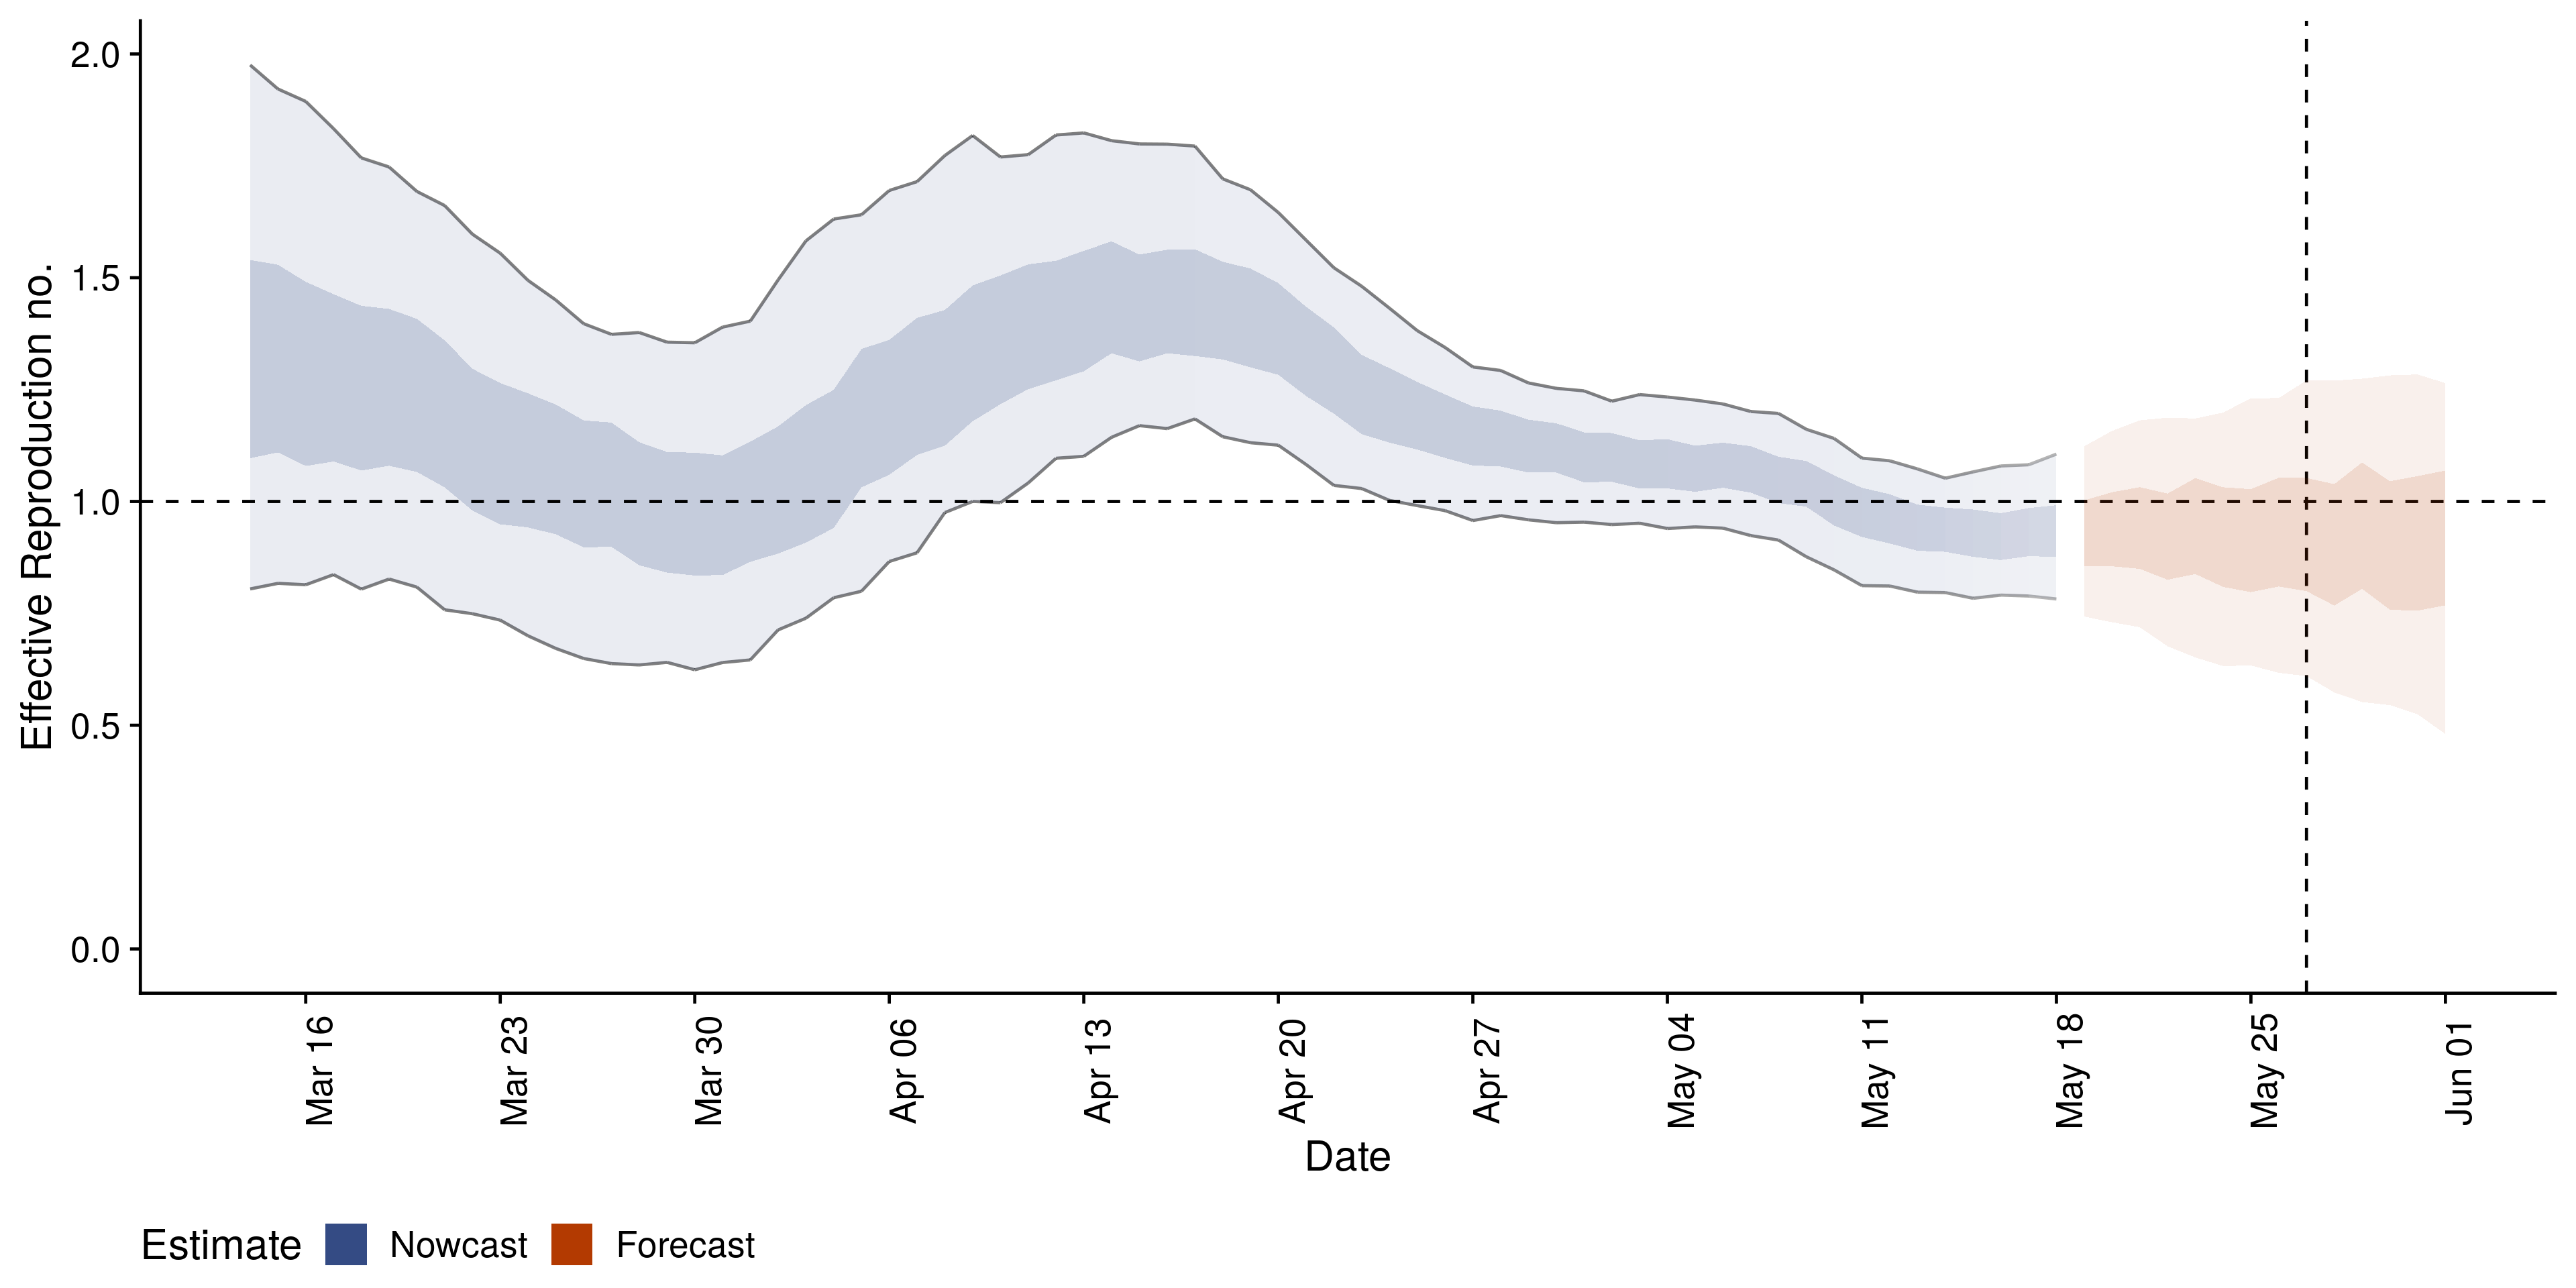 Effective Reproduction no.
2.0
1.5
1.0
0.5
0.0
Mar 16
Mar 23
Mar 30
Apr 06
Apr 13
Apr 20
Apr 27
May 04
May 11
May 18
May 25
Jun 01
Date
Estimate Nowcast Forecast